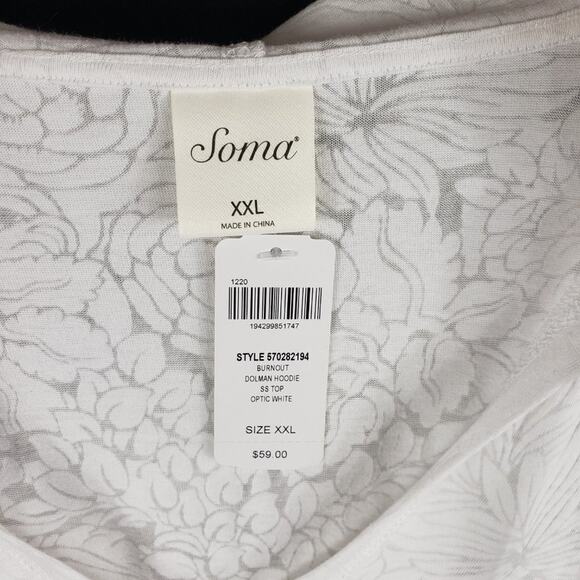 Soma®
XXL
MADE IN CHINA
1220
194299851747
STYLE 570282194
BURNOUT
DOLMAN HOODIE
SS TOP
OPTIC WHITE
SIZE XXL
$59.00